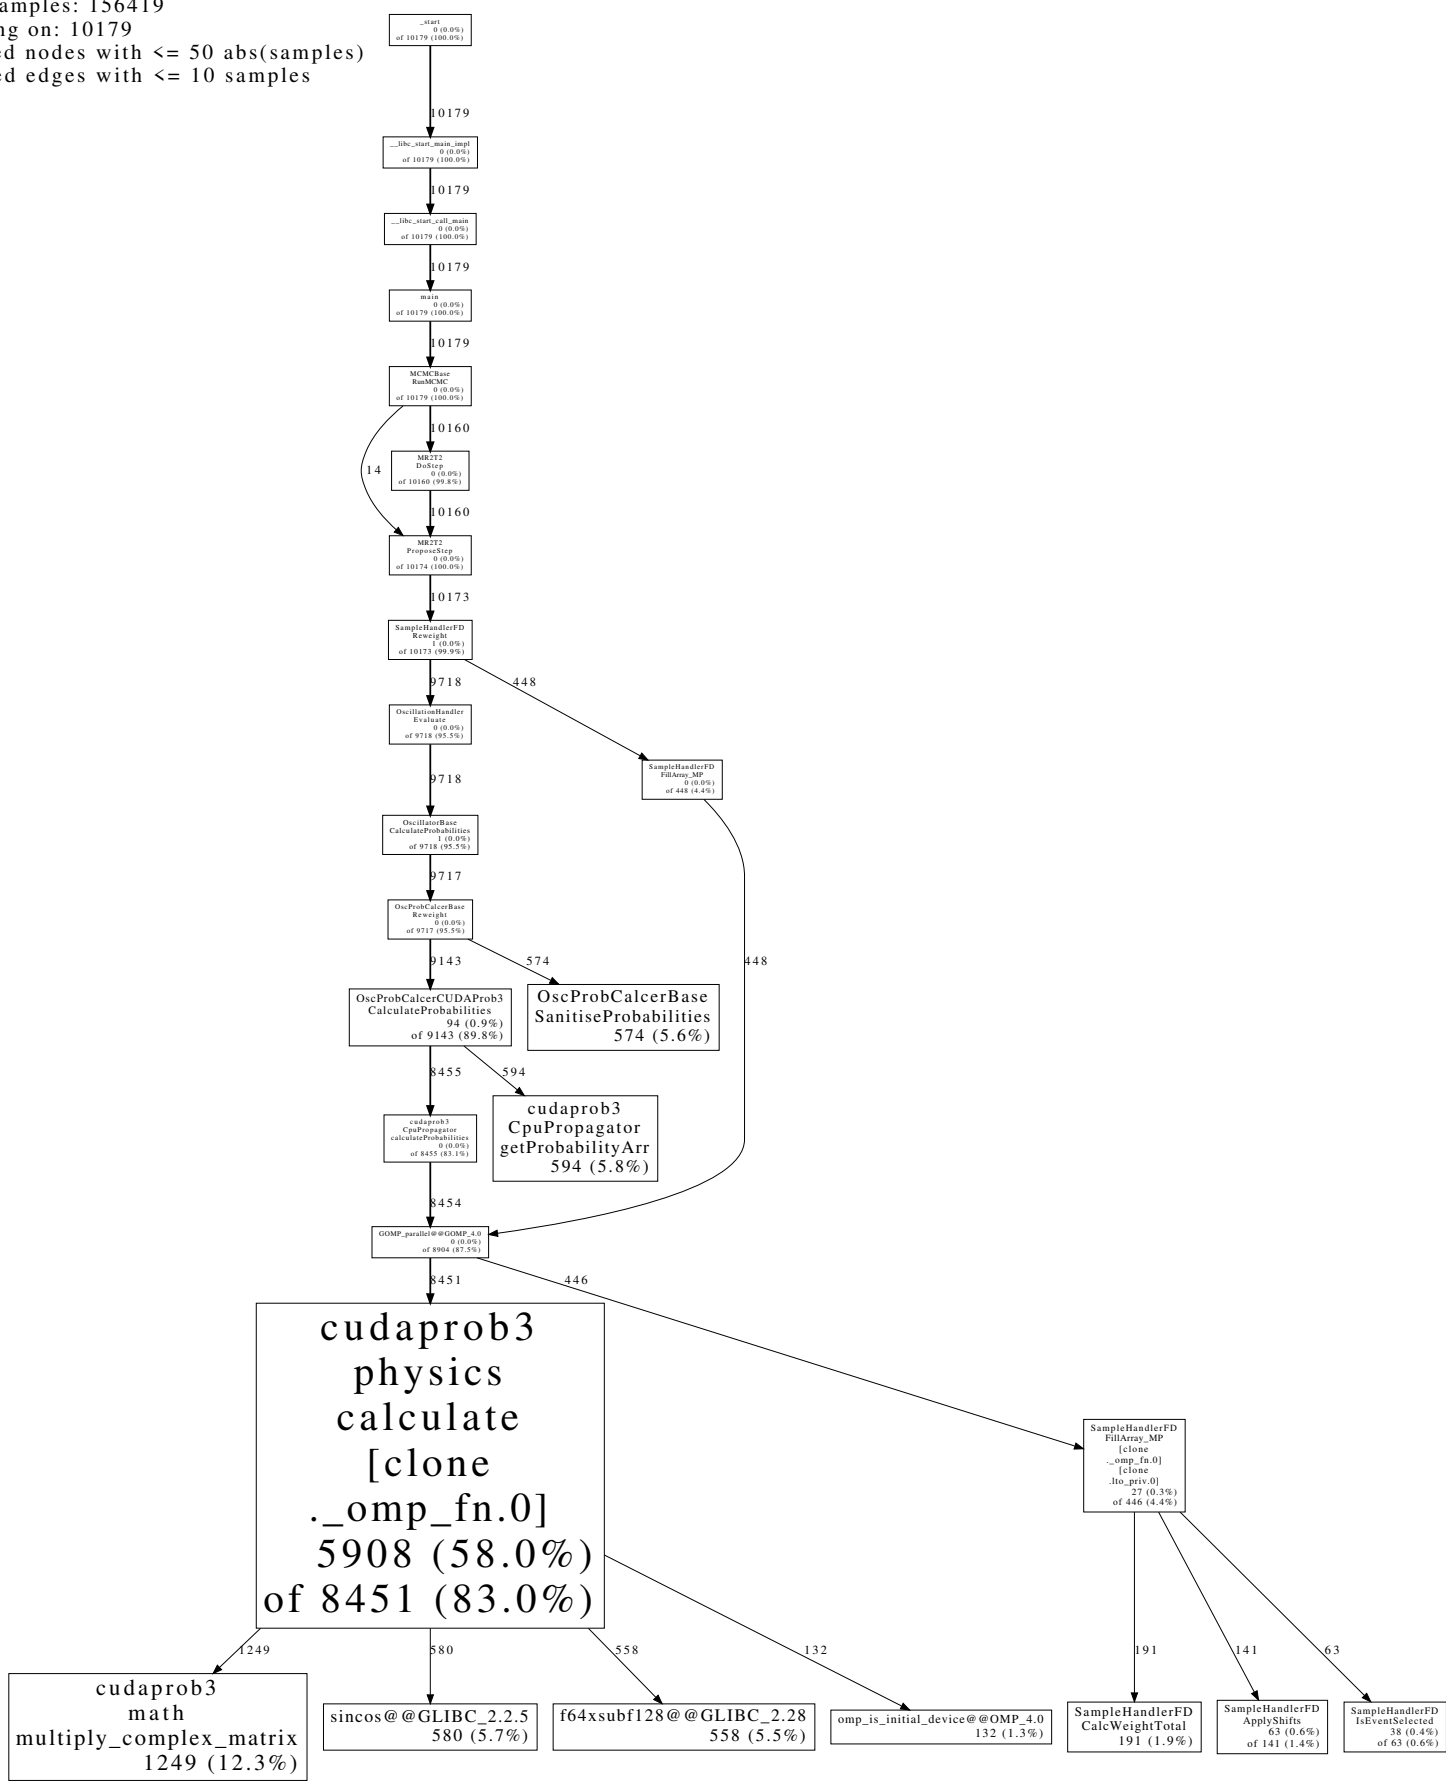 amples: 156419
ng on: 10179
ed nodes with <= 50 abs(samples)
ed edges with <= 10 samples
_start
0 (0.0%)
of 10179 (100.0%)
10179
__libc_start_main_impl
0 (0.0%)
of 10179 (100.0%)
10179
__libc_start_call_main
0 (0.0%)
of 10179 (100.0%)
10179
main
0 (0.0%)
of 10179 (100.0%)
10179
MCMCBase
RunMCMC
0 (0.0%)
of 10179 (100.0%)
10160
14
MR2T2
DoStep
0 (0.0%)
of 10160 (99.8%)
10160
MR2T2
ProposeStep
0 (0.0%)
of 10174 (100.0%)
10173
SampleHandlerFD
Reweight
1 (0.0%)
of 10173 (99.9%)
9718
448
OscillationHandler
Evaluate
0 (0.0%)
of 9718 (95.5%)
9718
SampleHandlerFD
FillArray_MP
0 (0.0%)
of 448 (4.4%)
448
OscillatorBase
CalculateProbabilities
1 (0.0%)
of 9718 (95.5%)
9717
OscProbCalcerBase
Reweight
0 (0.0%)
of 9717 (95.5%)
9143
574
OscProbCalcerCUDAProb3
CalculateProbabilities
94 (0.9%)
of 9143 (89.8%)
OscProbCalcerBase
SanitiseProbabilities
574 (5.6%)
8455
594
cudaprob3
CpuPropagator
calculateProbabilities
0 (0.0%)
of 8455 (83.1%)
cudaprob3
CpuPropagator
getProbabilityArr
594 (5.8%)
8454
GOMP_parallel@@GOMP_4.0
0 (0.0%)
of 8904 (87.5%)
8451
446
cudaprob3
physics
calculate
[clone
._omp_fn.0]
5908 (58.0%)
of 8451 (83.0%)
SampleHandlerFD
FillArray_MP
[clone
._omp_fn.0]
[clone
.lto_priv.0]
27 (0.3%)
of 446 (4.4%)
1249
580
558
132
191
141
63
cudaprob3
math
multiply_complex_matrix
1249 (12.3%)
sincos@@GLIBC_2.2.5
580 (5.7%)
f64xsubf128@@GLIBC_2.28
558 (5.5%)
omp_is_initial_device@@OMP_4.0
132 (1.3%)
SampleHandlerFD
CalcWeightTotal
191 (1.9%)
SampleHandlerFD
ApplyShifts
63 (0.6%)
of 141 (1.4%)
SampleHandlerFD
IsEventSelected
38 (0.4%)
of 63 (0.6%)